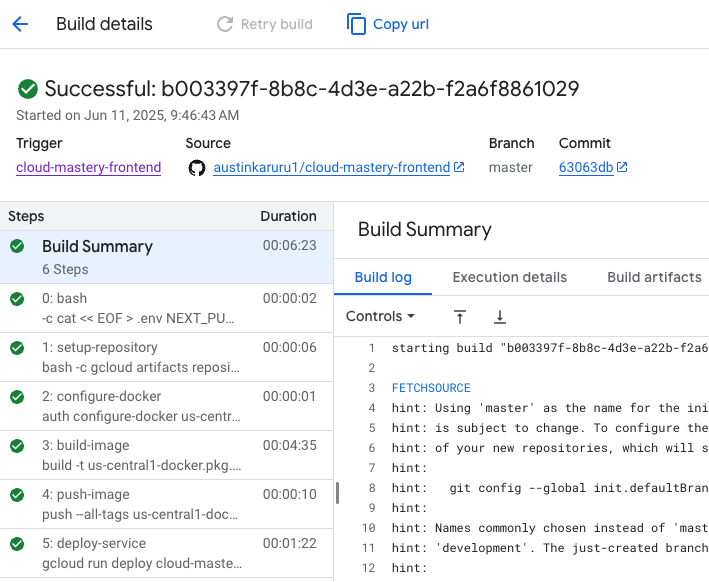 Build details
Retry build
Copy url
Successful: b003397f-8b8c-4d3e-a22b-f2a6f8861029
Started on Jun 11, 2025, 9:46:43 AM
Trigger
Source
Branch
Commit
cloud-mastery-frontend
austinkaruru1/cloud-mastery-frontend
master
63063db
Steps
Duration
Build Summary
00:06:23
6 Steps
0: bash
00:00:02
-c cat << EOF > .env NEXT_PU...
1: setup-repository
00:00:06
bash -c gcloud artifacts reposi...
2: configure-docker
00:00:01
auth configure-docker us-centr...
3: build-image
00:04:35
build -t us-central1-docker.pkg....
4: push-image
00:00:10
push --all-tags us-central1-doc...
5: deploy-service
00:01:22
gcloud run deploy cloud-maste...
Build Summary
Build log
Execution details
Build artifacts
Controls
1 starting build "b003397f-8b8c-4d3e-a22b-f2a6
2
3 FETCHSOURCE
4 hint: Using 'master' as the name for the ini
5 hint: is subject to change. To configure the
6 hint: of your new repositories, which will s
7 hint:
8 hint:   git config --global init.defaultBran
9 hint:
10 hint: Names commonly chosen instead of 'mast
11 hint: 'development'. The just-created branch
12 hint: